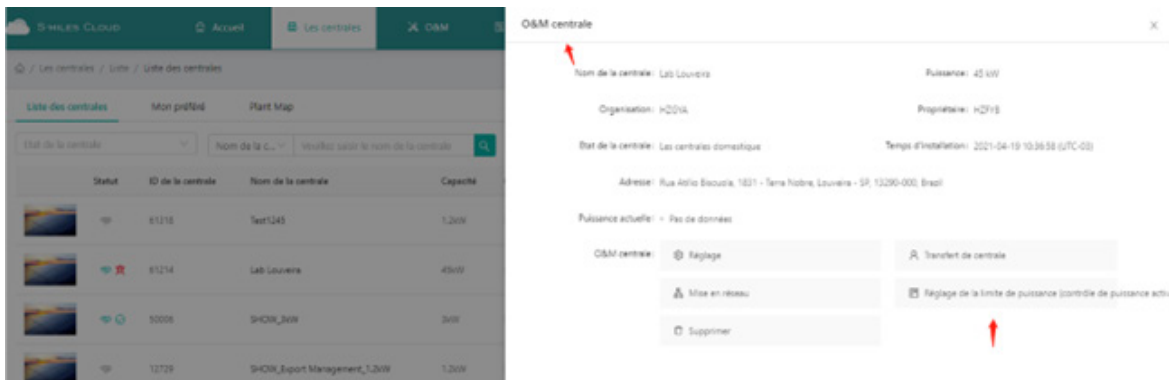 S-MILES CLOUD Accueil Les centrales O&M
/ Les centrales / Liste / Liste des centrales
Liste des centrales Mon préféré Plant Map
Etat de la centrale Nom de la c... Veuillez saisir le nom de la centrale
Statut ID de la centrale Nom de la centrale Capacité
61218 Test1245 1.2kW
61214 Lab Louveira 45kW
50006 SHOW_3kW 3kW
12729 SHOW_Export Management_1.2kW 1.2kW
O&M centrale
Nom de la centrale: Lab Louveira Puissance: 45 kW
Organisation: Propriétaire:
Etat de la centrale: Les centrales domestique Temps d'installation: 2021-04-19 10:36:58 (UTC-03)
Adresse: Rua Atílio Biscuola, 1831 - Terra Nobre, Louveira - SP, 13290-000, Brazil
Puissance actuelle: Pas de données
O&M centrale: Réglage Transfert de centrale
Mise en réseau Réglage de la limite de puissance (contrôle de puissance acti
Supprimer